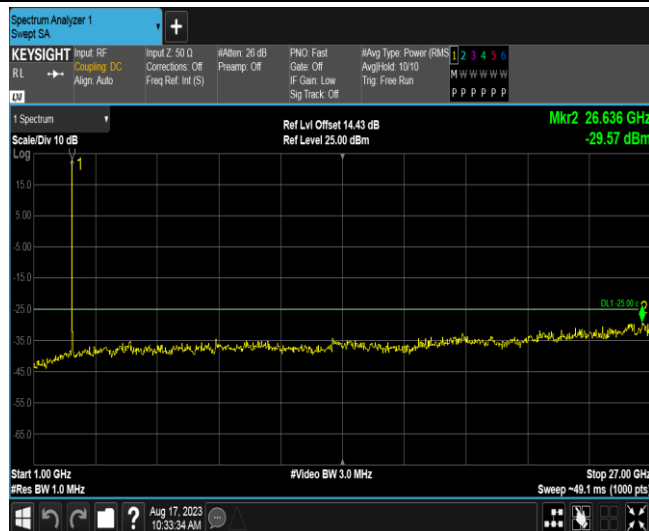 Spectrum Analyzer 1
Swept SA
+
KEYSIGHT
RL
LXI
Input: RF
Coupling: DC
Align: Auto
Input Z: 50 Ω
Corrections: Off
Freq Ref: Int (S)
#Atten: 26 dB
Preamp: Off
PNO: Fast
Gate: Off
IF Gain: Low
Sig Track: Off
#Avg Type: Power (RMS
Avg|Hold: 10/10
Trig: Free Run
1 2 3 4 5 6
M W W W W W
P P P P P P
1 Spectrum
Scale/Div 10 dB
Log
Ref Lvl Offset 14.43 dB
Ref Level 25.00 dBm
Mkr2 26.636 GHz
-29.57 dBm
1
15.0
5.00
-5.00
-15.0
-25.0
-35.0
-45.0
-55.0
-65.0
DL1 -25.00 c
2
Start 1.00 GHz
#Res BW 1.0 MHz
#Video BW 3.0 MHz
Stop 27.00 GHz
Sweep ~49.1 ms (1000 pts)
?
Aug 17, 2023
10:33:34 AM